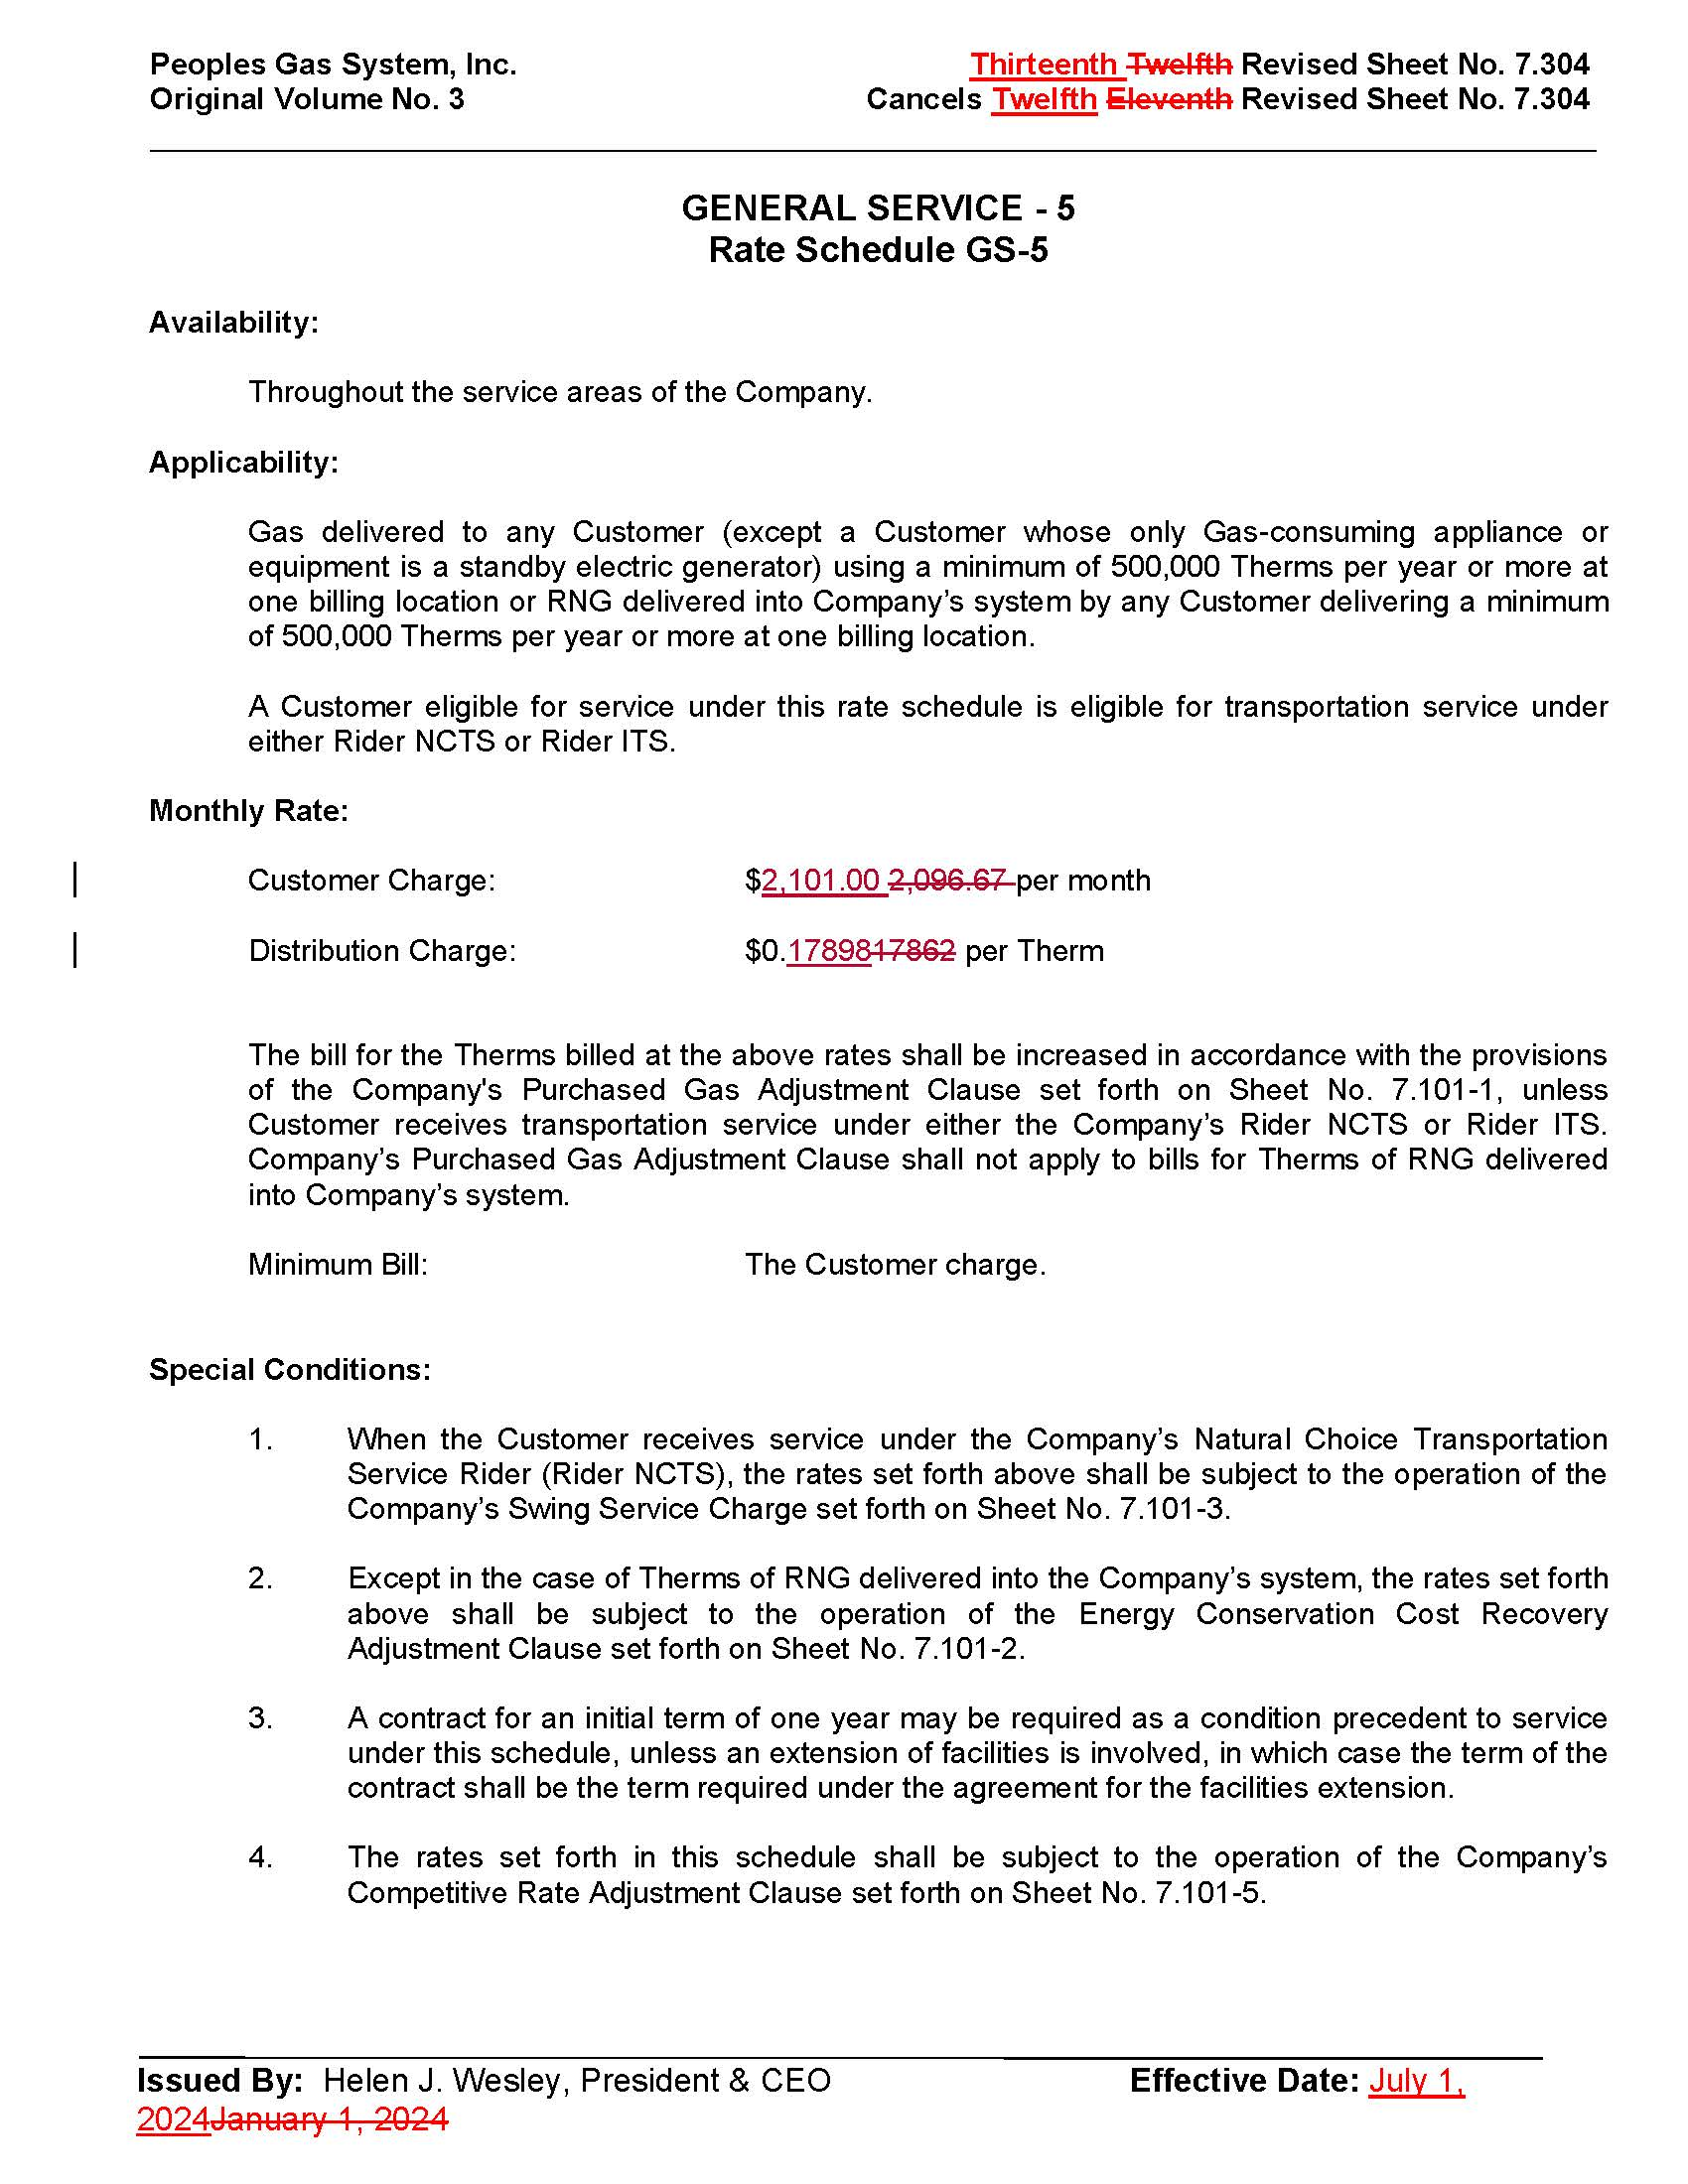 Peoples Gas System, Inc. Thirteenth Twelfth Revised Sheet No. 7.304
Original Volume No. 3 Cancels Twelfth Eleventh Revised Sheet No. 7.304
GENERAL SERVICE - 5
Rate Schedule GS-5
Availability:
Throughout the service areas of the Company.
Applicability:
Gas delivered to any Customer (except a Customer whose only Gas-consuming appliance or
equipment is a standby electric generator) using a minimum of 500,000 Therms per year or more at
one billing location or RNG delivered into Company’s system by any Customer delivering a minimum
of 500,000 Therms per year or more at one billing location.
A Customer eligible for service under this rate schedule is eligible for transportation service under
either Rider NCTS or Rider ITS.
Monthly Rate:
Customer Charge: $2,101.00 2,096.67 per month
Distribution Charge: $0.1789817862 per Therm
The bill for the Therms billed at the above rates shall be increased in accordance with the provisions
of the Company's Purchased Gas Adjustment Clause set forth on Sheet No. 7.101-1, unless
Customer receives transportation service under either the Company’s Rider NCTS or Rider ITS.
Company’s Purchased Gas Adjustment Clause shall not apply to bills for Therms of RNG delivered
into Company’s system.
Minimum Bill: The Customer charge.
Special Conditions:
1. When the Customer receives service under the Company’s Natural Choice Transportation
Service Rider (Rider NCTS), the rates set forth above shall be subject to the operation of the
Company’s Swing Service Charge set forth on Sheet No. 7.101-3.
2. Except in the case of Therms of RNG delivered into the Company’s system, the rates set forth
above shall be subject to the operation of the Energy Conservation Cost Recovery
Adjustment Clause set forth on Sheet No. 7.101-2.
3. A contract for an initial term of one year may be required as a condition precedent to service
under this schedule, unless an extension of facilities is involved, in which case the term of the
contract shall be the term required under the agreement for the facilities extension.
4. The rates set forth in this schedule shall be subject to the operation of the Company’s
Competitive Rate Adjustment Clause set forth on Sheet No. 7.101-5.
Issued By: Helen J. Wesley, President & CEO Effective Date: July 1,
2024January 1, 2024